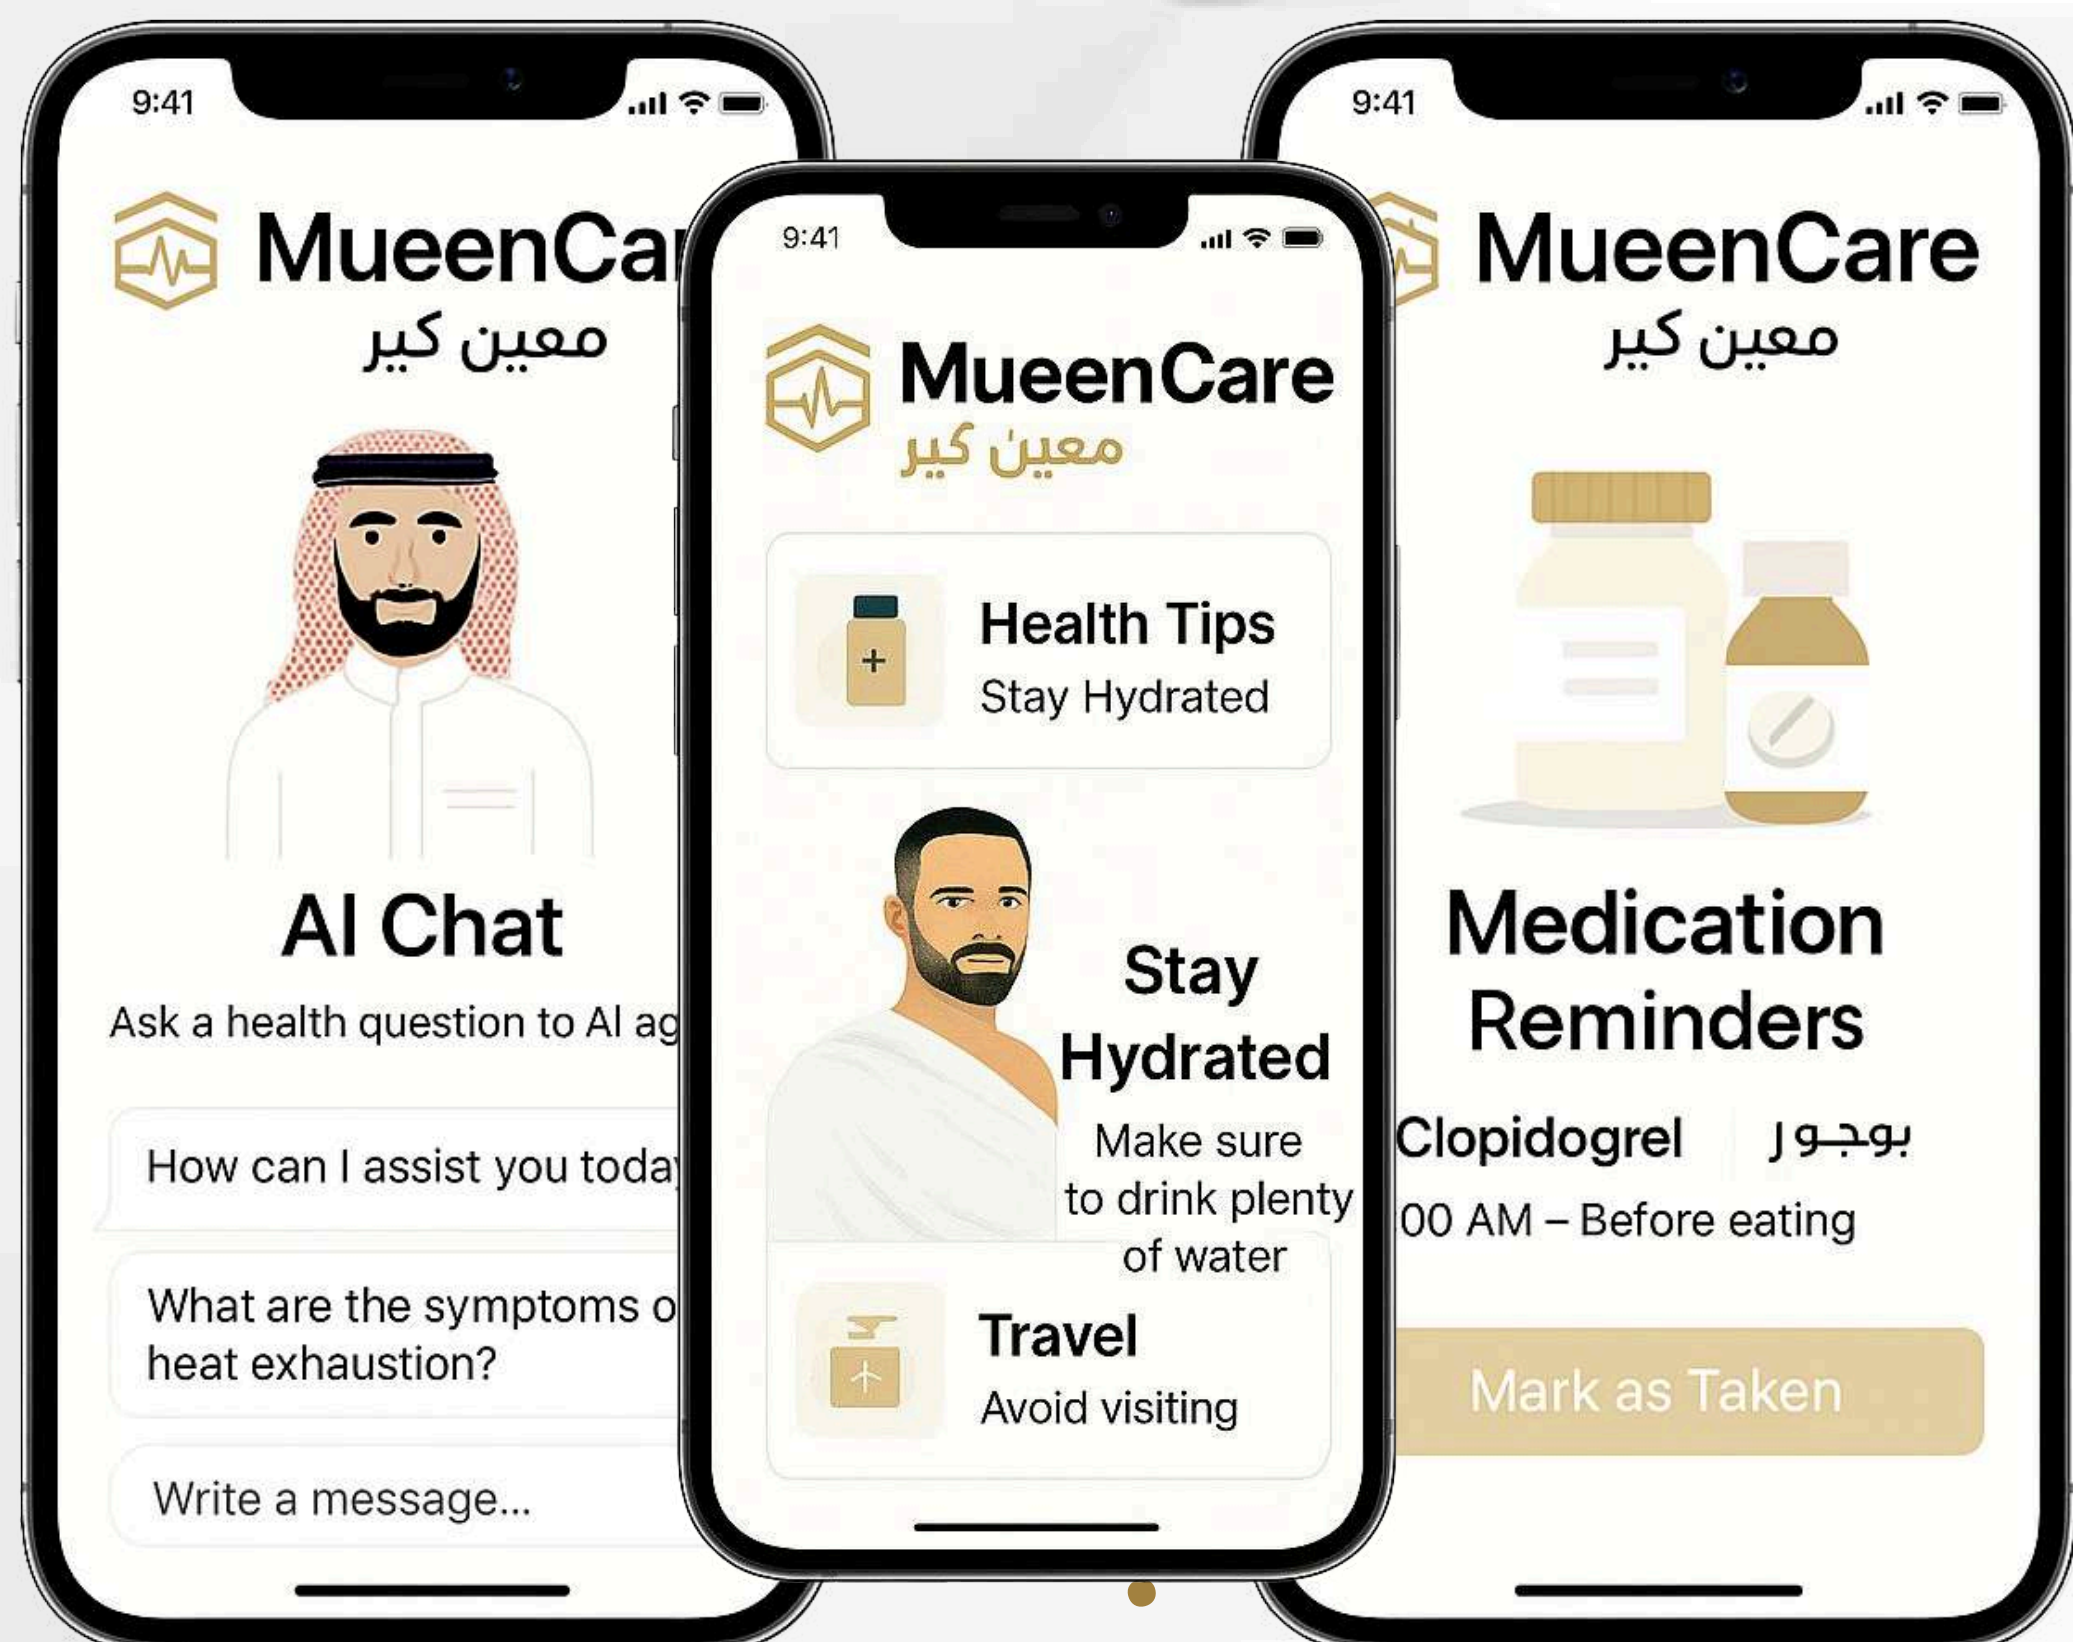 9:41
MueenCar
معين كير
AI Chat
Ask a health question to AI ag
How can I assist you today
What are the symptoms o
heat exhaustion?
Write a message...
9:41
MueenCare
معين كير
Health Tips
Stay Hydrated
Stay
Hydrated
Make sure
to drink plenty
of water
Travel
Avoid visiting
9:41
MueenCare
معين كير
Medication
Reminders
Clopidogrel بوجور
00 AM – Before eating
Mark as Taken